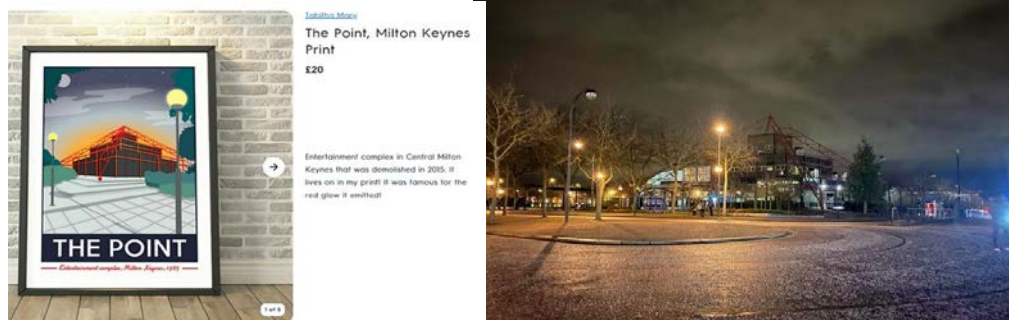 Tabitha Mary
The Point, Milton Keynes
Print
£20
Entertainment complex in Central Milton
Keynes that was demolished in 2015. It
lives on in my print! It was famous for the
red glow it emitted!
THE POINT
Entertainment complex, Milton Keynes, 1985
1 of 5